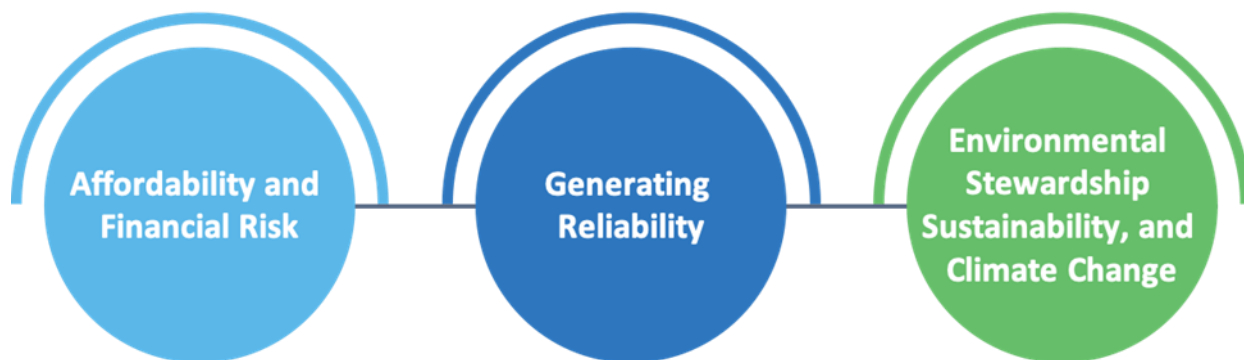 Affordability and
Financial Risk
Generating
Reliability
Environmental
Stewardship
Sustainability, and
Climate Change